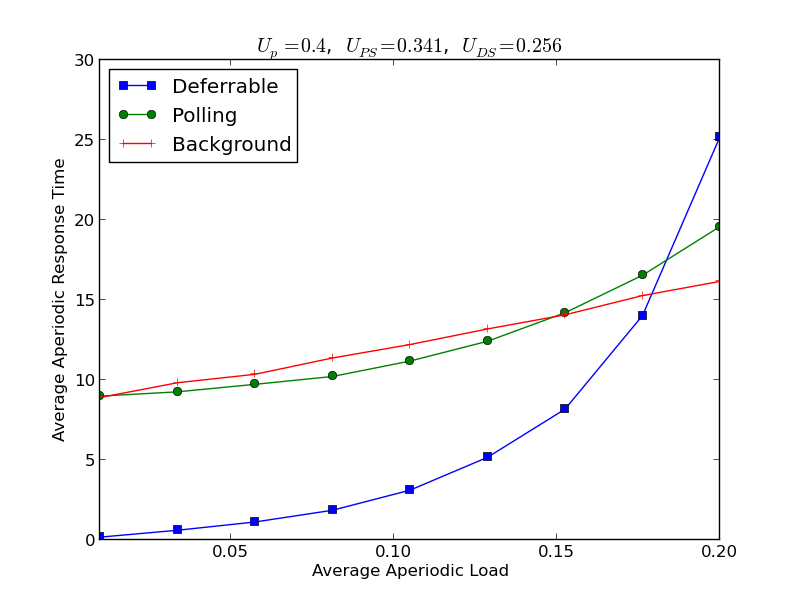 U_p = 0.4, U_PS = 0.341, U_DS = 0.256
30
25
20
15
10
5
0
Average Aperiodic Response Time
Deferrable
Polling
Background
0.05 0.10 0.15 0.20
Average Aperiodic Load